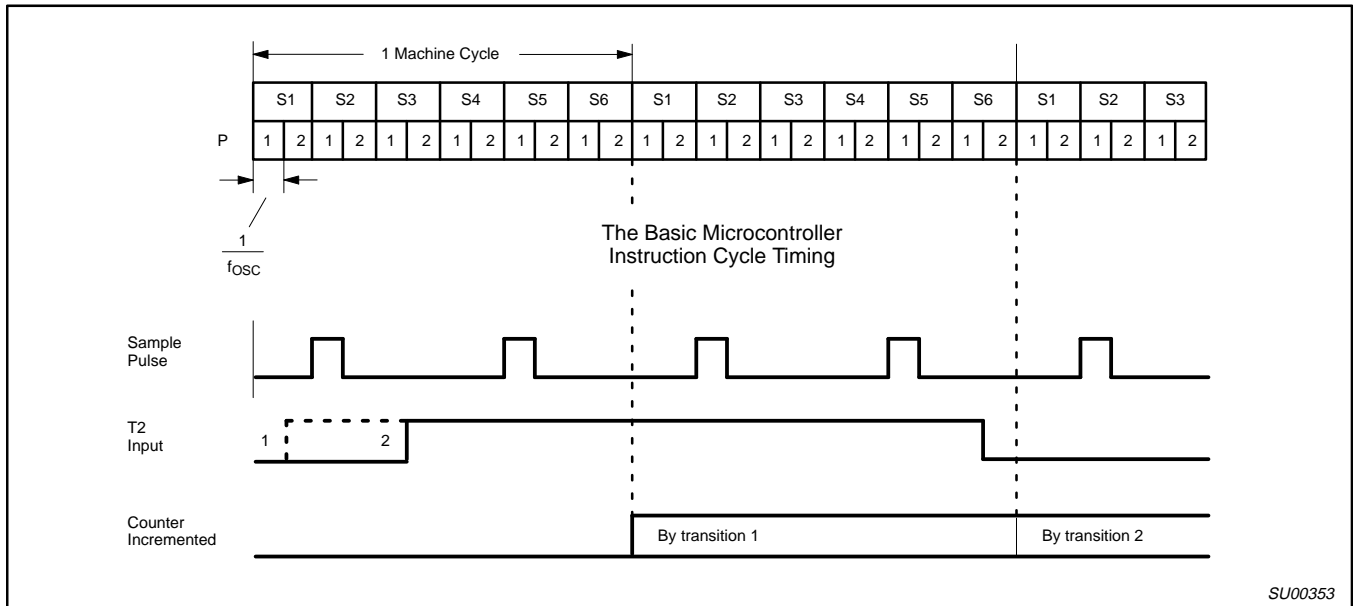 1 Machine Cycle
S1 S2 S3 S4 S5 S6 S1 S2 S3 S4 S5 S6 S1 S2 S3
P 1 2 1 2 1 2 1 2 1 2 1 2 1 2 1 2 1 2 1 2 1 2 1 2 1 2 1 2 1 2
1
fOSC
The Basic Microcontroller
Instruction Cycle Timing
Sample
Pulse
T2
Input
1 2
Counter
Incremented
By transition 1 By transition 2
SU00353